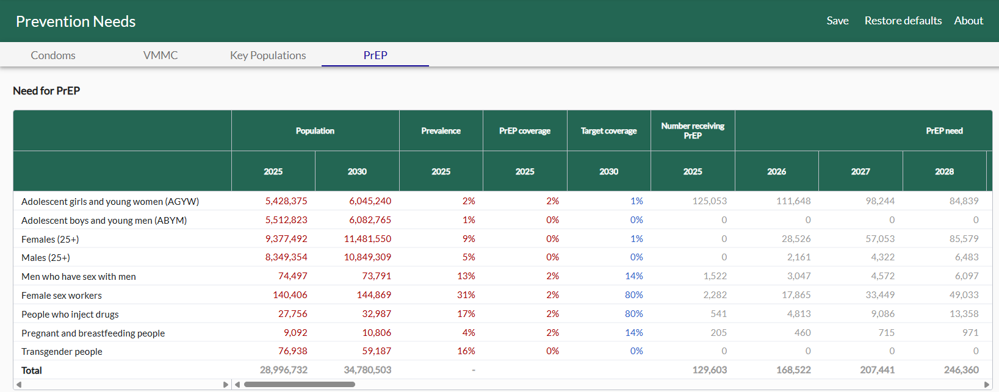 Prevention Needs
Save Restore defaults About
Condoms VMMC Key Populations PrEP
Need for PrEP
Population Prevalence PrEP coverage Target coverage Number receiving PrEP PrEP need
2025 2030 2025 2025 2030 2025 2026 2027 2028
Adolescent girls and young women (AGYW) 5,428,375 6,045,240 2% 2% 1% 125,053 111,648 98,244 84,839
Adolescent boys and young men (ABYM) 5,512,823 6,082,765 1% 0% 0% 0 0 0 0
Females (25+) 9,377,492 11,481,550 9% 0% 1% 0 28,526 57,053 85,579
Males (25+) 8,349,354 10,849,309 5% 0% 0% 0 2,161 4,322 6,483
Men who have sex with men 74,497 73,791 13% 2% 14% 1,522 3,047 4,572 6,097
Female sex workers 140,406 144,869 31% 2% 80% 2,282 17,865 33,449 49,033
People who inject drugs 27,756 32,987 17% 2% 80% 541 4,813 9,086 13,358
Pregnant and breastfeeding people 9,092 10,806 4% 2% 14% 205 460 715 971
Transgender people 76,938 59,187 16% 0% 0% 0 0 0 0
Total 28,996,732 34,780,503 - 129,603 168,522 207,441 246,360